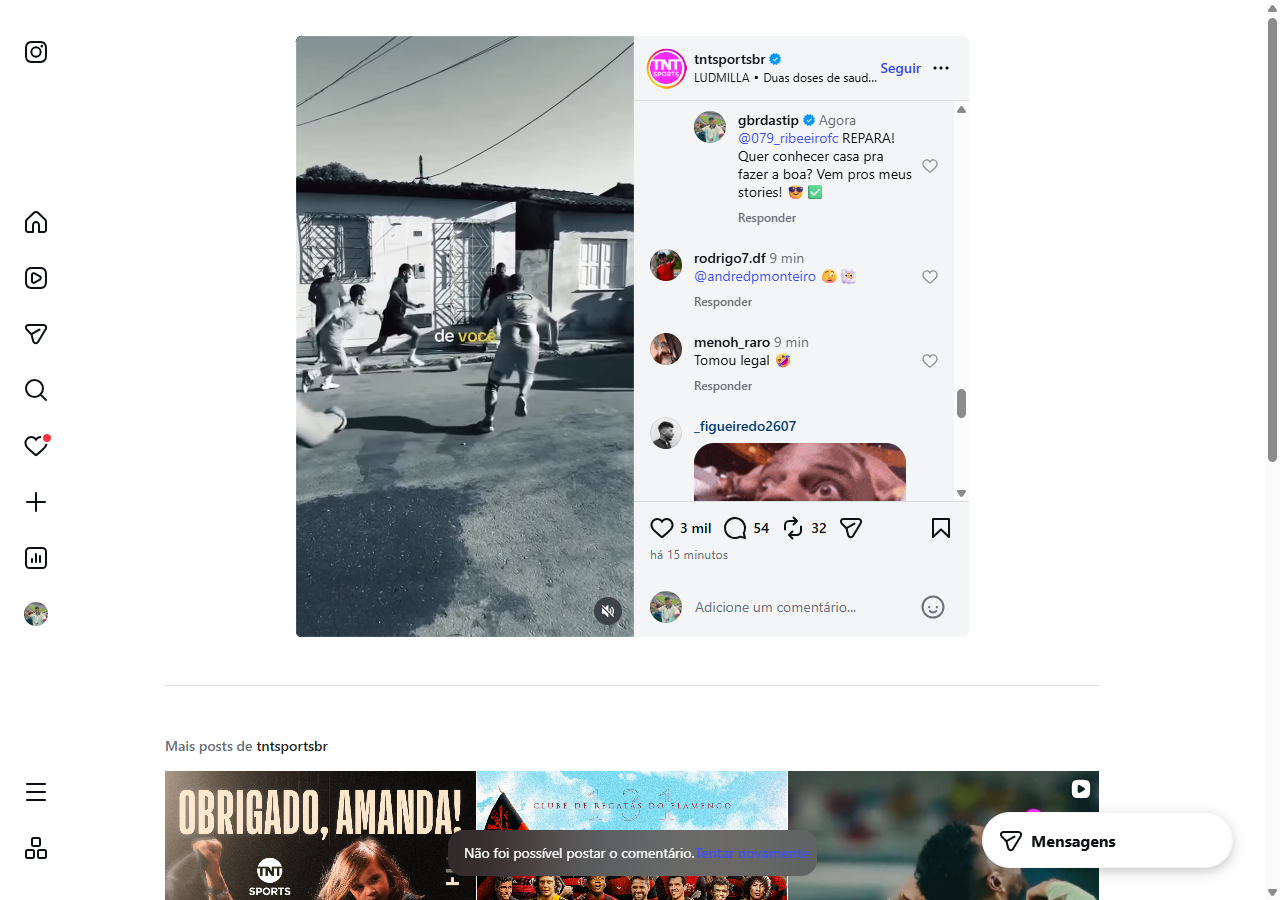 tntsportsbr
LUDMILLA • Duas doses de saud...
Seguir
TNT
SPORTS
gbrdastip Agora
@079_ribeeirofc REPARA!
Quer conhecer casa pra
fazer a boa? Vem pros meus
stories! 😎 ✅
Responder
rodrigo7.df 9 min
@andredpmonteiro 🫣 🐹
Responder
menoh_raro 9 min
Tomou legal 🤣
Responder
_figueiredo2607
de você
3 mil
54
32
há 15 minutos
Adicione um comentário...
Mais posts de tntsportsbr
OBRIGADO, AMANDA!
TNT
SPORTS
CLUBE DE REGATAS DO FLAMENGO
131
Não foi possível postar o comentário.Tentar novamente
Mensagens